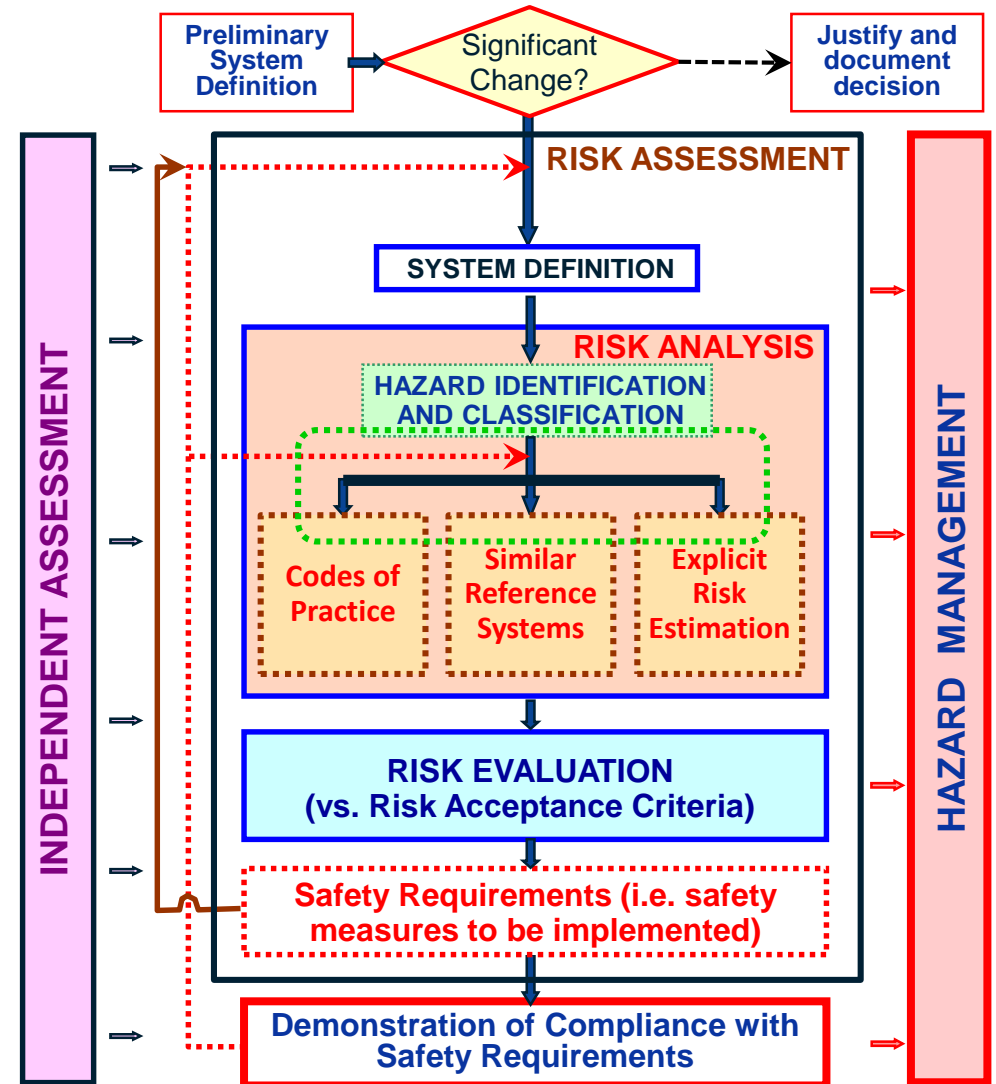 Preliminary
System
Definition
Significant
Change?
Justify and
document
decision
INDEPENDENT ASSESSMENT
RISK ASSESSMENT
SYSTEM DEFINITION
RISK ANALYSIS
HAZARD IDENTIFICATION
AND CLASSIFICATION
Codes of
Practice
Similar
Reference
Systems
Explicit
Risk
Estimation
RISK EVALUATION
(vs. Risk Acceptance Criteria)
Safety Requirements (i.e. safety
measures to be implemented)
Demonstration of Compliance with
Safety Requirements
HAZARD MANAGEMENT